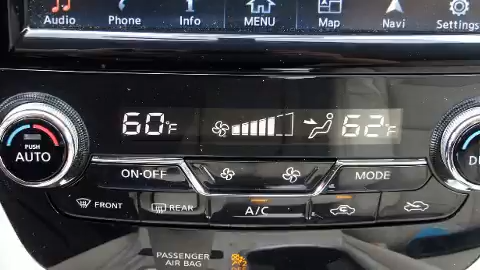 Audio Phone Info MENU Map Navi Settings
60°F 62°F
PUSH
AUTO
ON·OFF MODE
FRONT REAR A/C
PASSENGER
AIR BAG